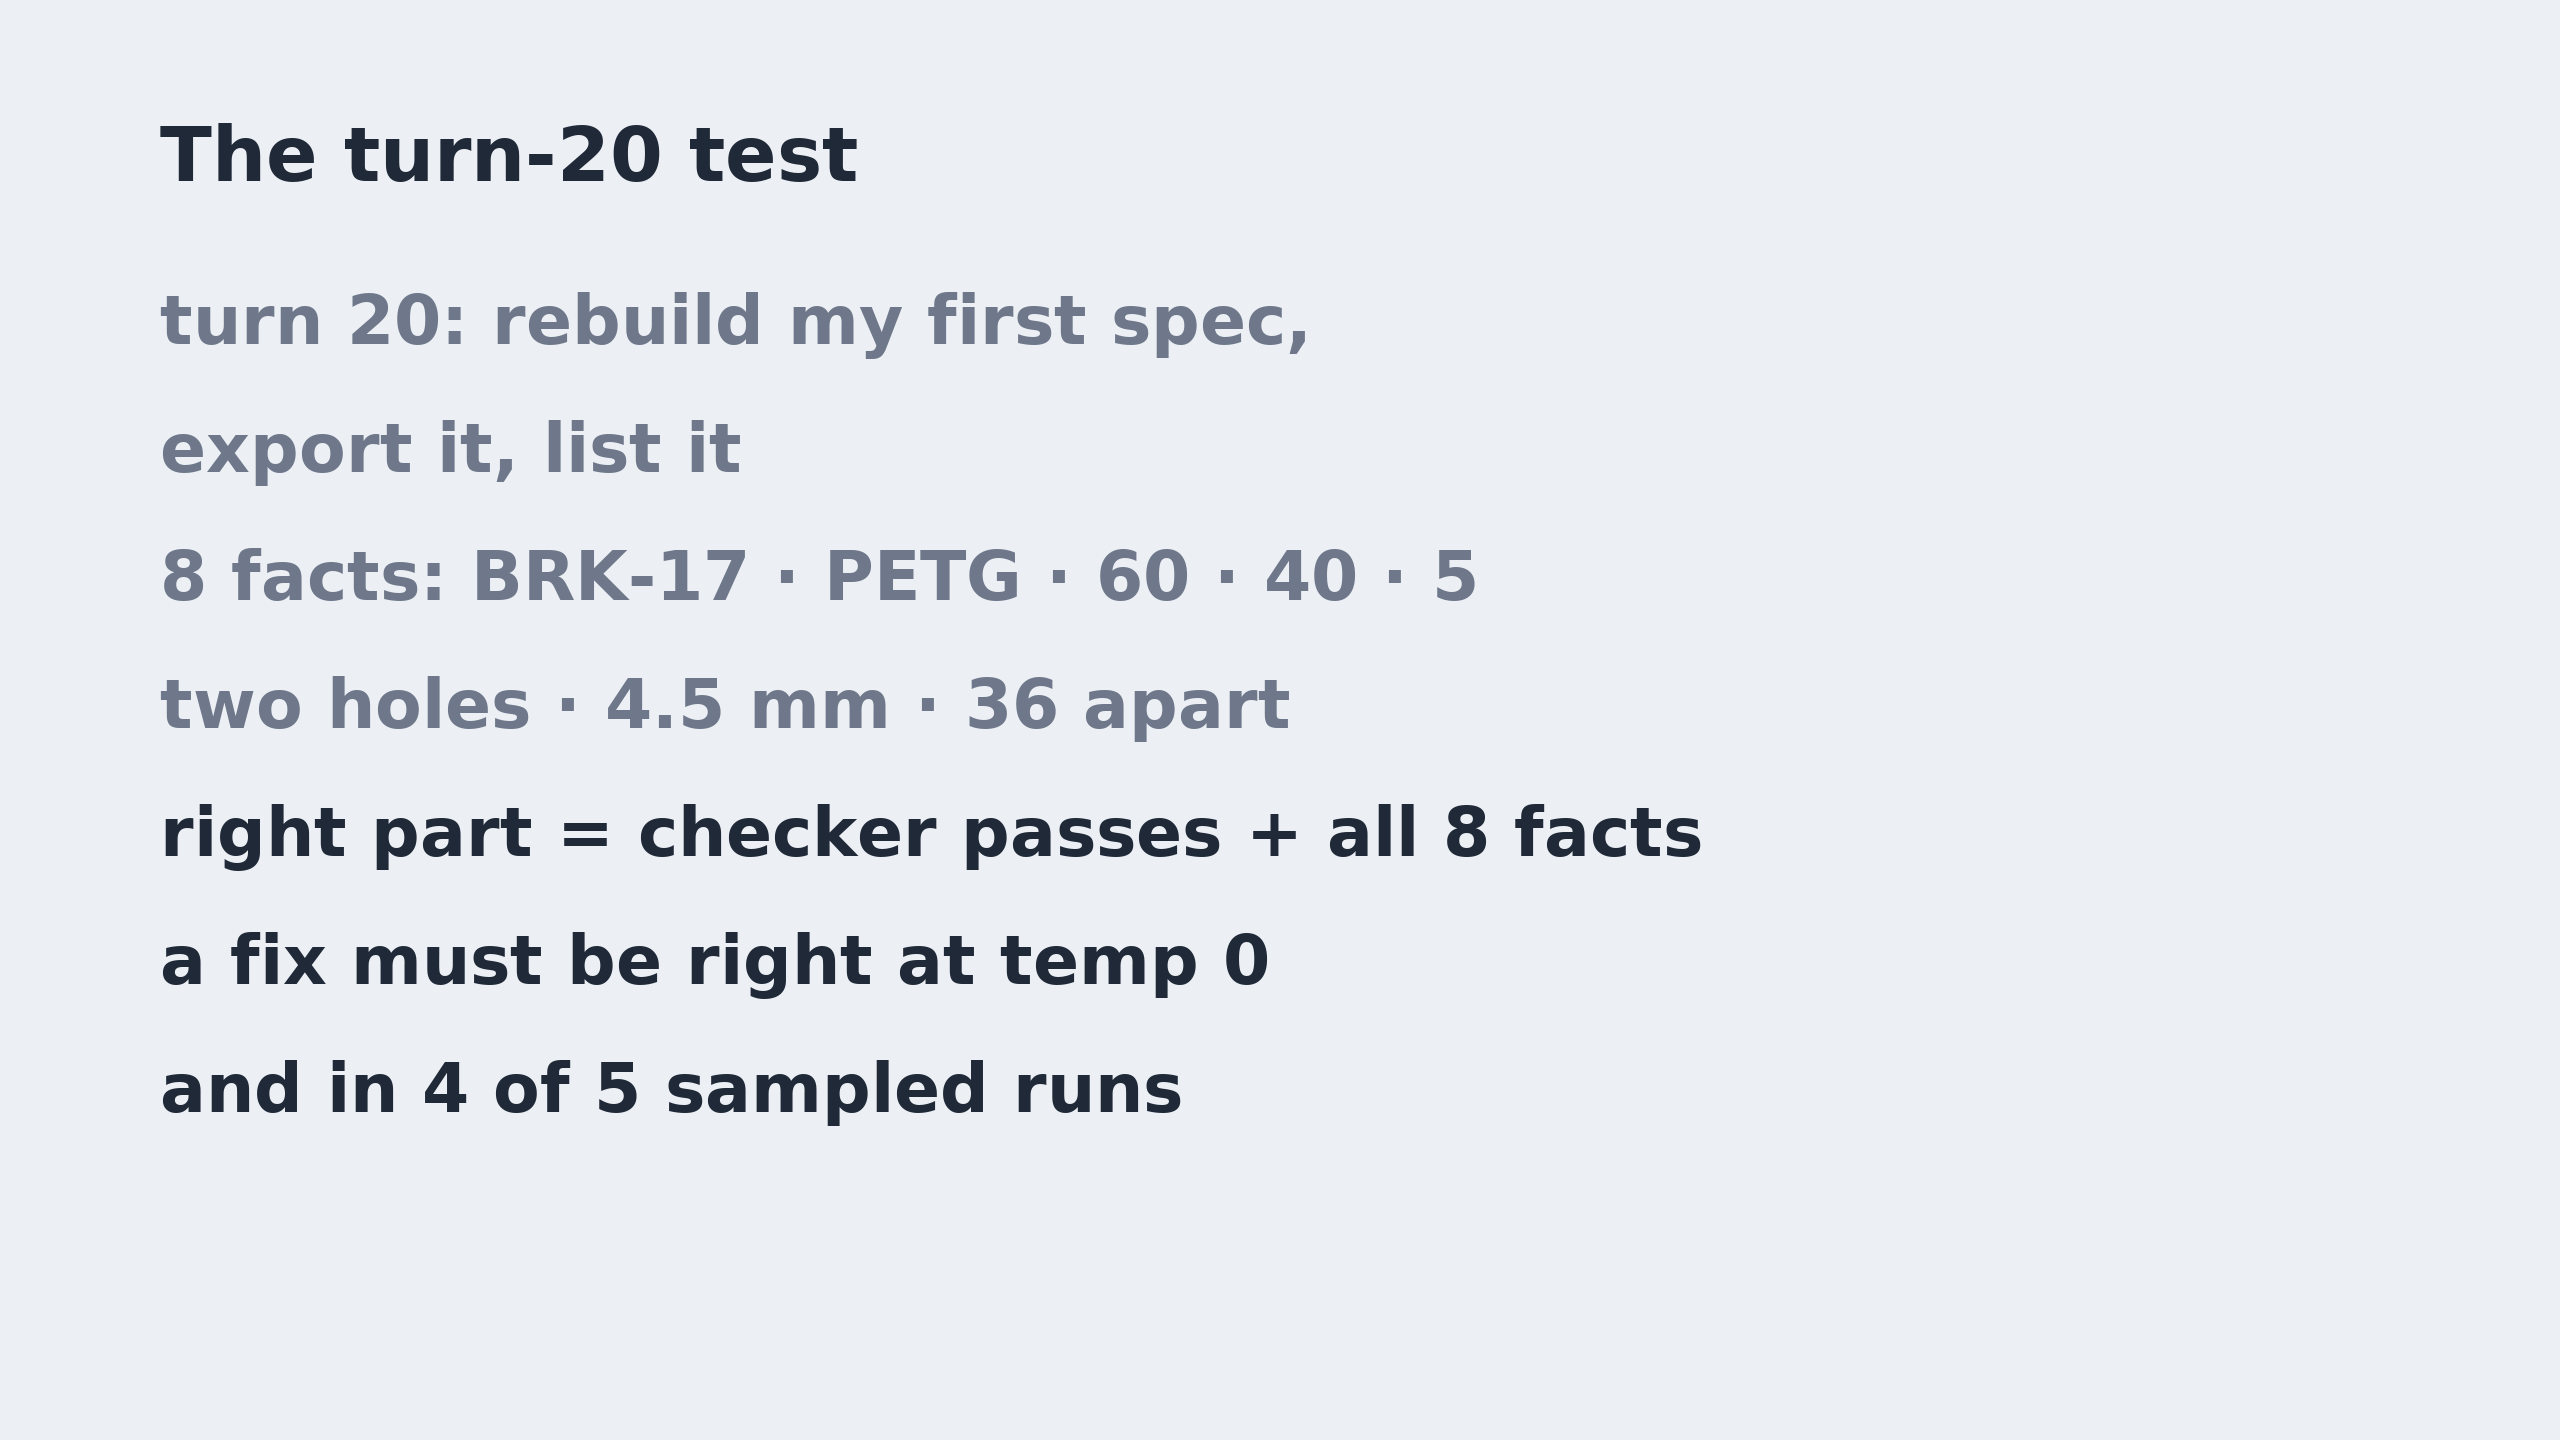 The turn-20 test
turn 20: rebuild my first spec,
export it, list it
8 facts: BRK-17 · PETG · 60 · 40 · 5
two holes · 4.5 mm · 36 apart
right part = checker passes + all 8 facts
a fix must be right at temp 0
and in 4 of 5 sampled runs